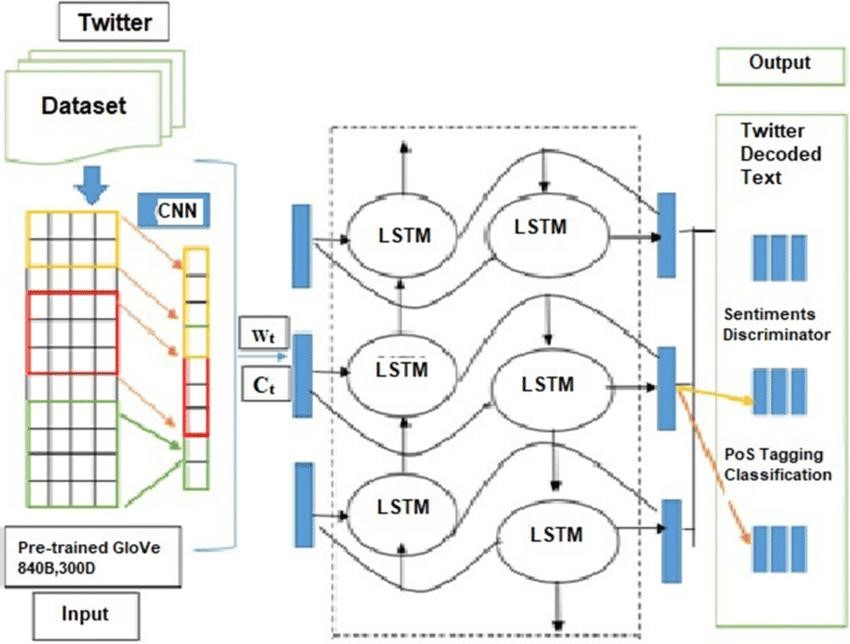 Twitter
Dataset
CNN
Pre-trained GloVe
840B,300D
Input
Wt
Ct
LSTM
LSTM
LSTM
LSTM
LSTM
LSTM
Output
Twitter
Decoded
Text
Sentiments
Discriminator
PoS Tagging
Classification